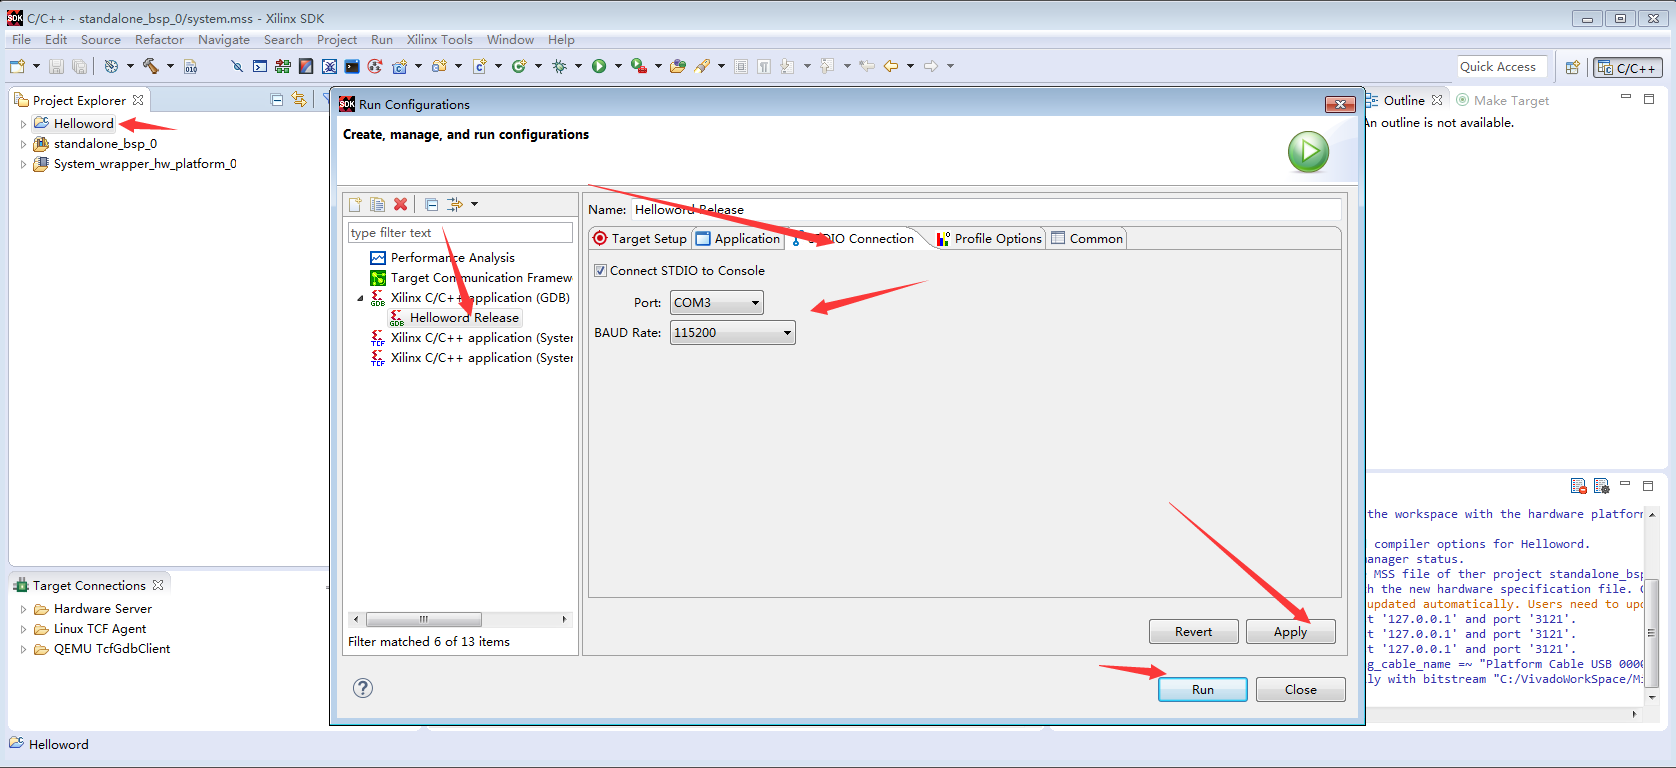 C/C++ - standalone_bsp_0/system.mss - Xilinx SDK
File Edit Source Refactor Navigate Search Project Run Xilinx Tools Window Help
Quick Access
C/C++
Project Explorer
Helloword
standalone_bsp_0
System_wrapper_hw_platform_0
Target Connections
Hardware Server
Linux TCF Agent
QEMU TcfGdbClient
Helloword
SDK Run Configurations
Create, manage, and run configurations
type filter text
Performance Analysis
Target Communication Framew
Xilinx C/C++ application (GDB)
Helloword Release
Xilinx C/C++ application (Syster
Xilinx C/C++ application (Syster
Filter matched 6 of 13 items
Name: Helloword Release
Target Setup Application STDIO Connection Profile Options Common
Connect STDIO to Console
Port: COM3
BAUD Rate: 115200
Revert Apply
Run Close
Outline Make Target
An outline is not available.
the workspace with the hardware platform
compiler options for Helloword.
anager status.
MSS file of ther project standalone_bsp
h the new hardware specification file.
updated automatically. Users need to upd
t '127.0.0.1' and port '3121'.
t '127.0.0.1' and port '3121'.
t '127.0.0.1' and port '3121'.
g_cable_name =~ "Platform Cable USB 0000
ly with bitstream "C:/VivadoWorkSpace/Mi